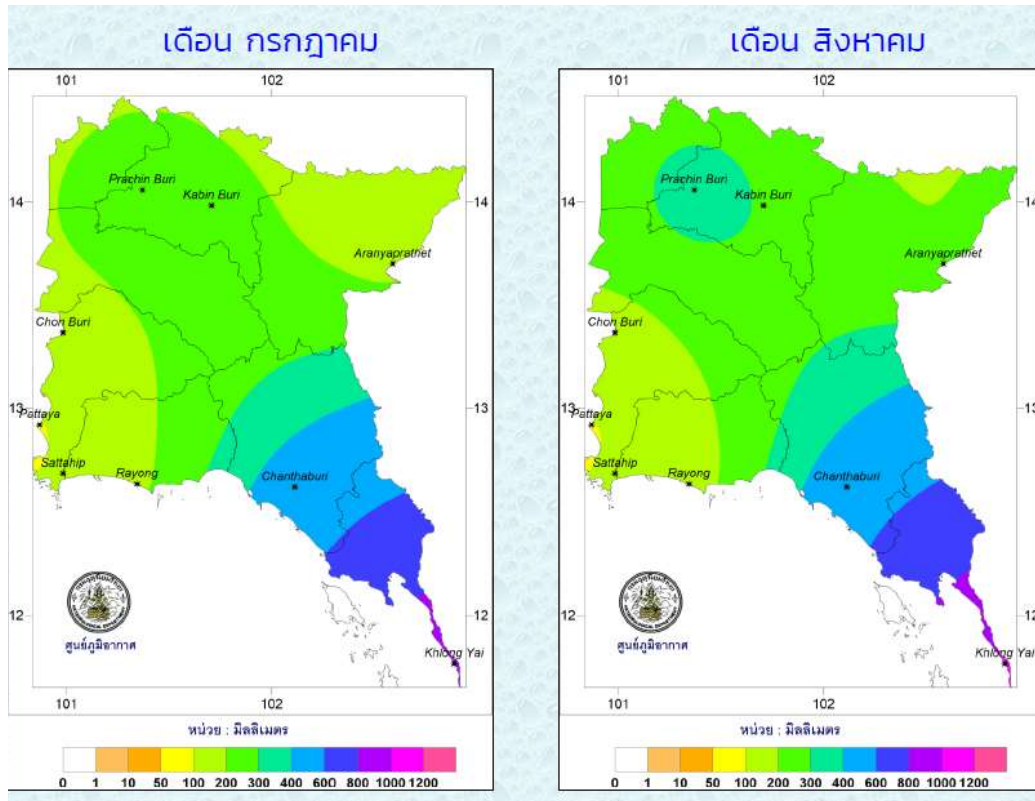 เดือน กรกฎาคม
101 102
14
13
12
Prachin Buri
Kabin Buri
Aranyaprathet
Chon Buri
Pattaya
Sattahip
Rayong
Chanthaburi
Khlong Yai
ศูนย์ภูมิอากาศ
101 102
หน่วย : มิลลิเมตร
0 1 10 50 100 200 300 400 600 800 1000 1200
เดือน สิงหาคม
101 102
14
13
12
Prachin Buri
Kabin Buri
Aranyaprathet
Chon Buri
Pattaya
Sattahip
Rayong
Chanthaburi
Khlong Yai
ศูนย์ภูมิอากาศ
101 102
หน่วย : มิลลิเมตร
0 1 10 50 100 200 300 400 600 800 1000 1200